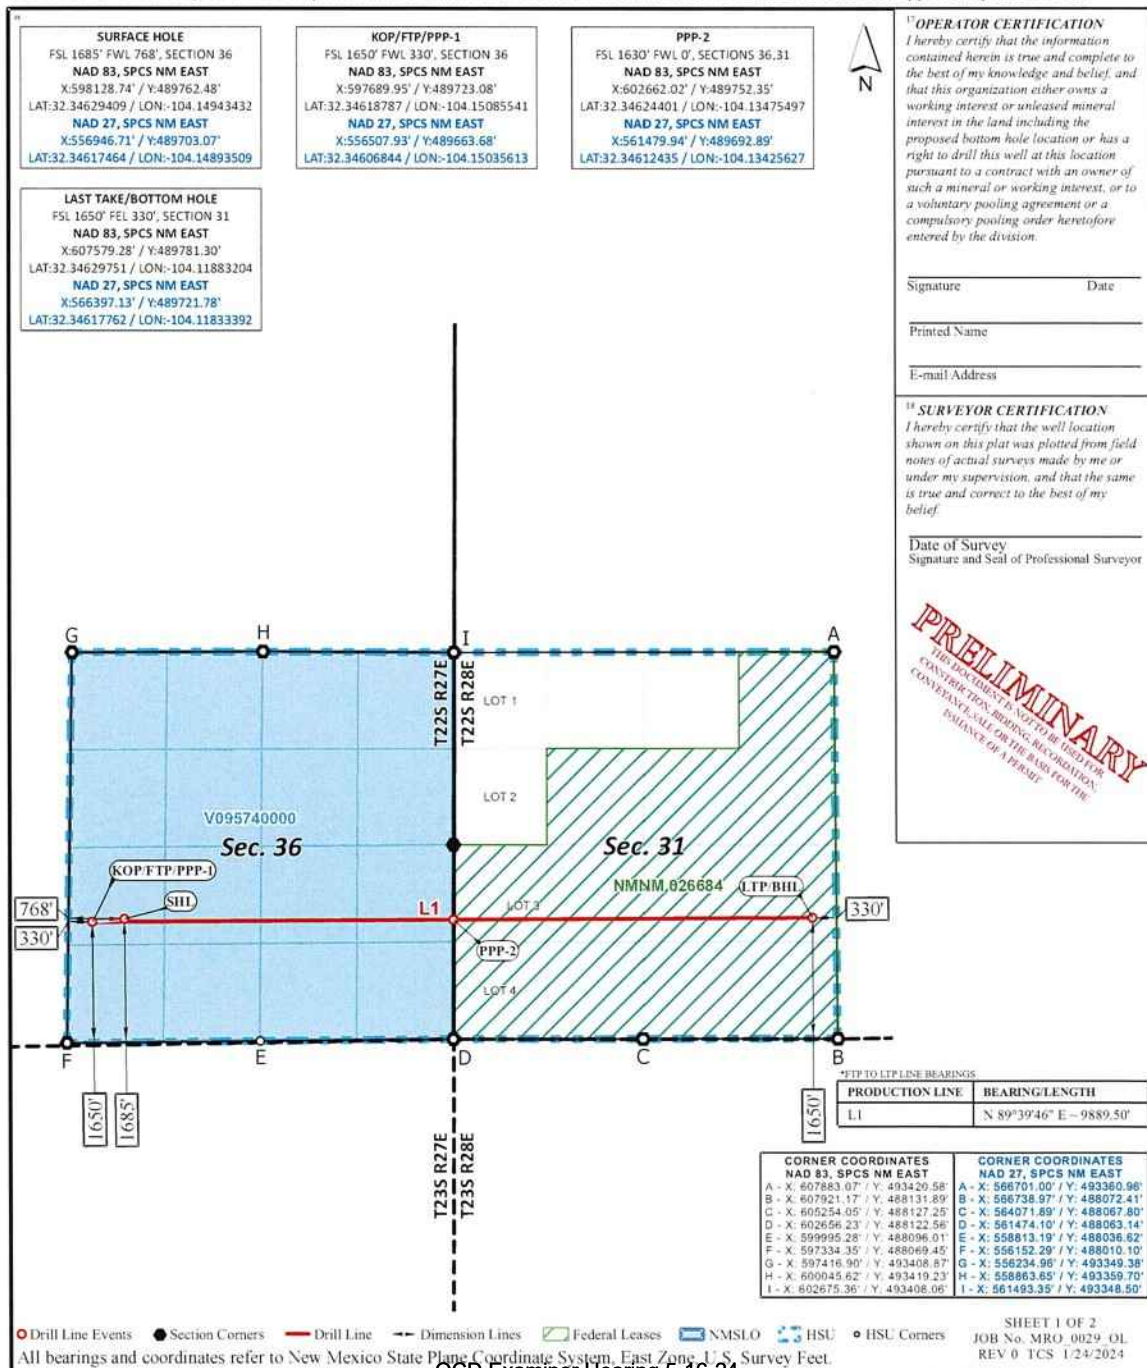 16
SURFACE HOLE
FSL 1685' FWL 768', SECTION 36
NAD 83, SPCS NM EAST
X:598128.74' / Y:489762.48'
LAT:32.34629409 / LON:-104.14943432
NAD 27, SPCS NM EAST
X:556946.71' / Y:489703.07'
LAT:32.34617464 / LON:-104.14893509
KOP/FTP/PPP-1
FSL 1650' FWL 330', SECTION 36
NAD 83, SPCS NM EAST
X:597689.95' / Y:489723.08'
LAT:32.34618787 / LON:-104.15085541
NAD 27, SPCS NM EAST
X:556507.93' / Y:489663.68'
LAT:32.34606844 / LON:-104.15035613
PPP-2
FSL 1630' FWL 0', SECTIONS 36,31
NAD 83, SPCS NM EAST
X:602662.02' / Y:489752.35'
LAT:32.34624401 / LON:-104.13475497
NAD 27, SPCS NM EAST
X:561479.94' / Y:489692.89'
LAT:32.34612435 / LON:-104.13425627
LAST TAKE/BOTTOM HOLE
FSL 1650' FEL 330', SECTION 31
NAD 83, SPCS NM EAST
X:607579.28' / Y:489781.30'
LAT:32.34629751 / LON:-104.11883204
NAD 27, SPCS NM EAST
X:566397.13' / Y:489721.78'
LAT:32.34617762 / LON:-104.11833392
N
17 OPERATOR CERTIFICATION
I hereby certify that the information
contained herein is true and complete to
the best of my knowledge and belief, and
that this organization either owns a
working interest or unleased mineral
interest in the land including the
proposed bottom hole location or has a
right to drill this well at this location
pursuant to a contract with an owner of
such a mineral or working interest, or to
a voluntary pooling agreement or a
compulsory pooling order heretofore
entered by the division.
Signature Date
Printed Name
E-mail Address
18 SURVEYOR CERTIFICATION
I hereby certify that the well location
shown on this plat was plotted from field
notes of actual surveys made by me or
under my supervision, and that the same
is true and correct to the best of my
belief.
Date of Survey
Signature and Seal of Professional Surveyor
PRELIMINARY
THIS DOCUMENT IS NOT TO BE USED FOR
CONSTRUCTION, BIDDING, RECORDATION,
CONVEYANCE, SALE OR THE BASIS FOR THE
ISSUANCE OF A PERMIT
G
H
I
A
T22S R27E
T22S R28E
LOT 1
LOT 2
V095740000
Sec. 36
Sec. 31
NMNM 026684
KOP/FTP/PPP-1
SHL
L1
LOT 3
LTP/BHL
768'
330'
330'
PPP-2
LOT 4
F
E
D
C
B
1650'
1685'
1650'
T23S R27E
T23S R28E
*FTP TO LTP LINE BEARINGS
PRODUCTION LINE BEARING/LENGTH
L1 N 89°39'46" E ~ 9889.50'
CORNER COORDINATES
NAD 83, SPCS NM EAST
A - X: 607883.07' / Y: 493420.58'
B - X: 607921.17' / Y: 488131.89'
C - X: 605254.05' / Y: 488127.25'
D - X: 602656.23' / Y: 488122.56'
E - X: 599995.28' / Y: 488096.01'
F - X: 597334.35' / Y: 488069.45'
G - X: 597416.90' / Y: 493408.87'
H - X: 600045.62' / Y: 493419.23'
I - X: 602675.36' / Y: 493408.06'
CORNER COORDINATES
NAD 27, SPCS NM EAST
A - X: 566701.00' / Y: 493360.96'
B - X: 566738.97' / Y: 488072.41'
C - X: 564071.89' / Y: 488067.80'
D - X: 561474.10' / Y: 488063.14'
E - X: 558813.19' / Y: 488036.62'
F - X: 556152.29' / Y: 488010.10'
G - X: 556234.96' / Y: 493349.38'
H - X: 558863.65' / Y: 493359.70'
I - X: 561493.35' / Y: 493348.50'
Drill Line Events Section Corners Drill Line Dimension Lines Federal Leases NMSLO HSU HSU Corners
All bearings and coordinates refer to New Mexico State Plane Coordinate System, East Zone, U.S. Survey Feet.
SHEET 1 OF 2
JOB No. MRO_0029_OL
REV 0 TCS 1/24/2024